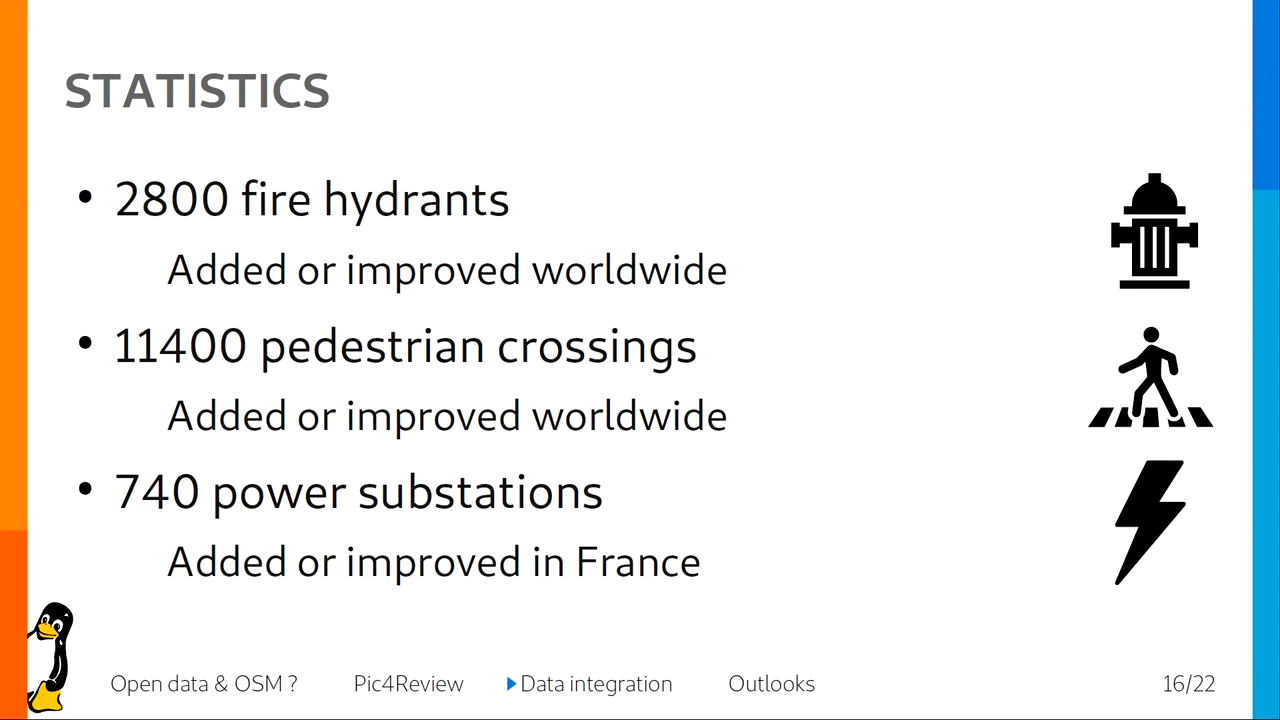 STATISTICS
• 2800 fire hydrants
Added or improved worldwide
• 11400 pedestrian crossings
Added or improved worldwide
• 740 power substations
Added or improved in France
Open data & OSM ? Pic4Review Data integration Outlooks 16/22